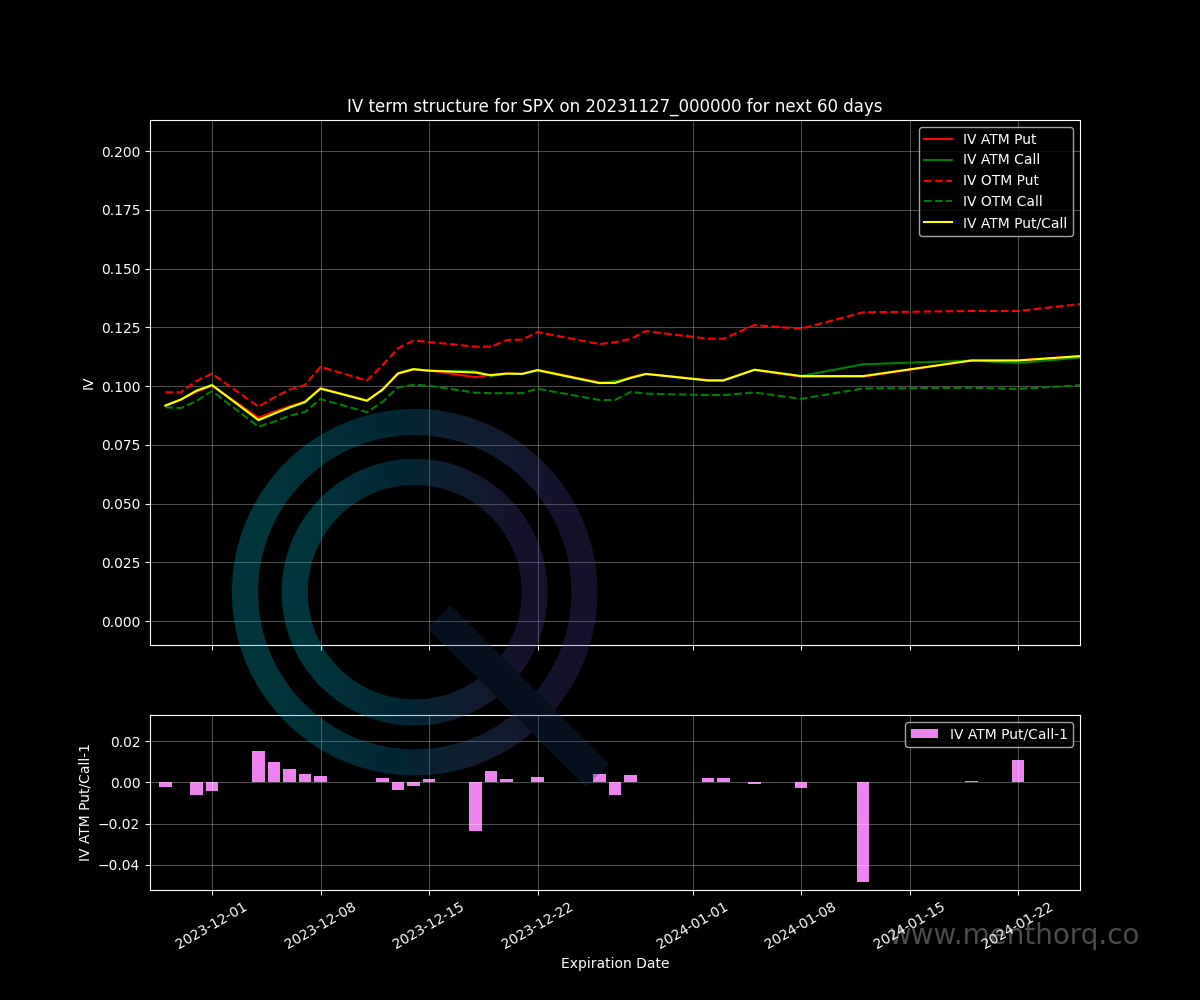 IV term structure for SPX on 20231127_000000 for next 60 days
IV ATM Put
IV ATM Call
IV OTM Put
IV OTM Call
IV ATM Put/Call
0.200
0.175
0.150
0.125
0.100
0.075
0.050
0.025
0.000
IV
IV ATM Put/Call-1
0.02
0.00
−0.02
−0.04
IV ATM Put/Call-1
2023-12-01
2023-12-08
2023-12-15
2023-12-22
2024-01-01
2024-01-08
2024-01-15
2024-01-22
www.menthorq.co
Expiration Date